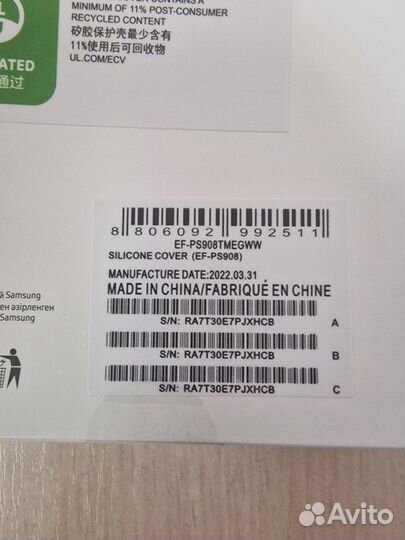 MINIMUM OF 11% POST-CONSUMER
RECYCLED CONTENT
矽胶保护壳最少含有
11%使用后可回收物
UL.COM/ECV
通过
8 806092 992511
EF-PS908TMEGWW
SILICONE COVER (EF-PS908)
MANUFACTURE DATE:2022.03.31
MADE IN CHINA/FABRIQUÉ EN CHINE
S/N: RA7T30E7PJXHCB A
S/N: RA7T30E7PJXHCB B
S/N: RA7T30E7PJXHCB C
Samsung
ен әзірленген
Samsung
Avito